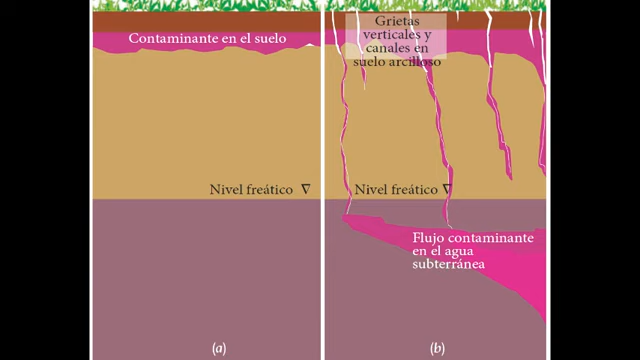 Contaminante en el suelo
Nivel freático ∇
(a)
Grietas
verticales y
canales en
suelo arcilloso
Nivel freático ∇
Flujo contaminante
en el agua
subterránea
(b)